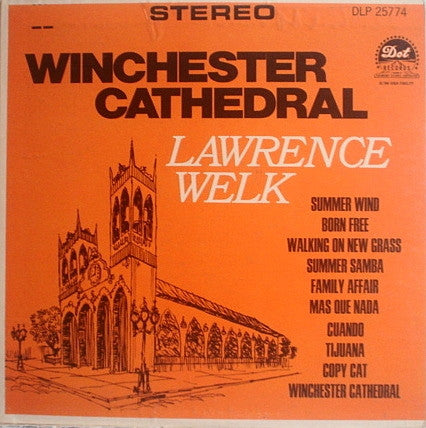 STEREO
DLP 25774
WINCHESTER
CATHEDRAL
Dot
RECORDS
LAWRENCE
WELK
SUMMER WIND
BORN FREE
WALKING ON NEW GRASS
SUMMER SAMBA
FAMILY AFFAIR
MAS QUE NADA
CUANDO
TIJUANA
COPY CAT
WINCHESTER CATHEDRAL